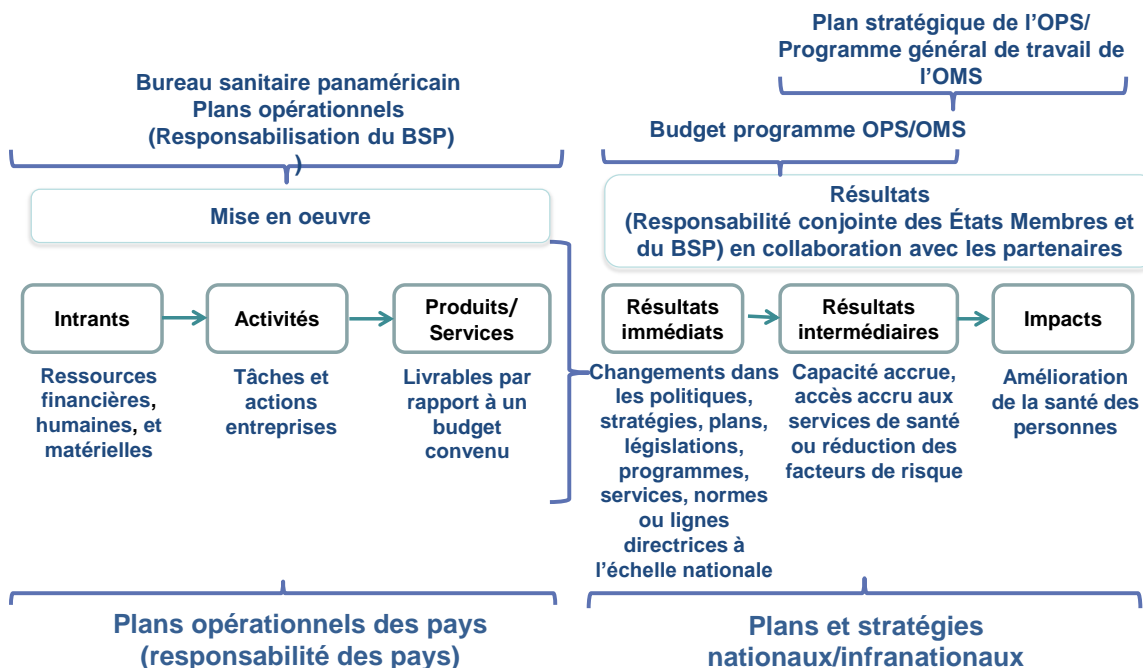 Plan stratégique de l'OPS/
Programme général de travail de
l'OMS
Bureau sanitaire panaméricain
Plans opérationnels
(Responsabilisation du BSP)
)
Budget programme OPS/OMS
Mise en oeuvre
Résultats
(Responsabilité conjointe des États Membres et
du BSP) en collaboration avec les partenaires
Intrants
Activités
Produits/
Services
Résultats
immédiats
Résultats
intermédiaires
Impacts
Ressources
financières,
humaines, et
matérielles
Tâches et
actions
entreprises
Livrables par
rapport à un
budget
convenu
Changements dans
les politiques,
stratégies, plans,
législations,
programmes,
services, normes
ou lignes
directrices à
l'échelle nationale
Capacité accrue,
accès accru aux
services de santé
ou réduction des
facteurs de risque
Amélioration
de la santé des
personnes
Plans opérationnels des pays
(responsabilité des pays)
Plans et stratégies
nationaux/infranationaux